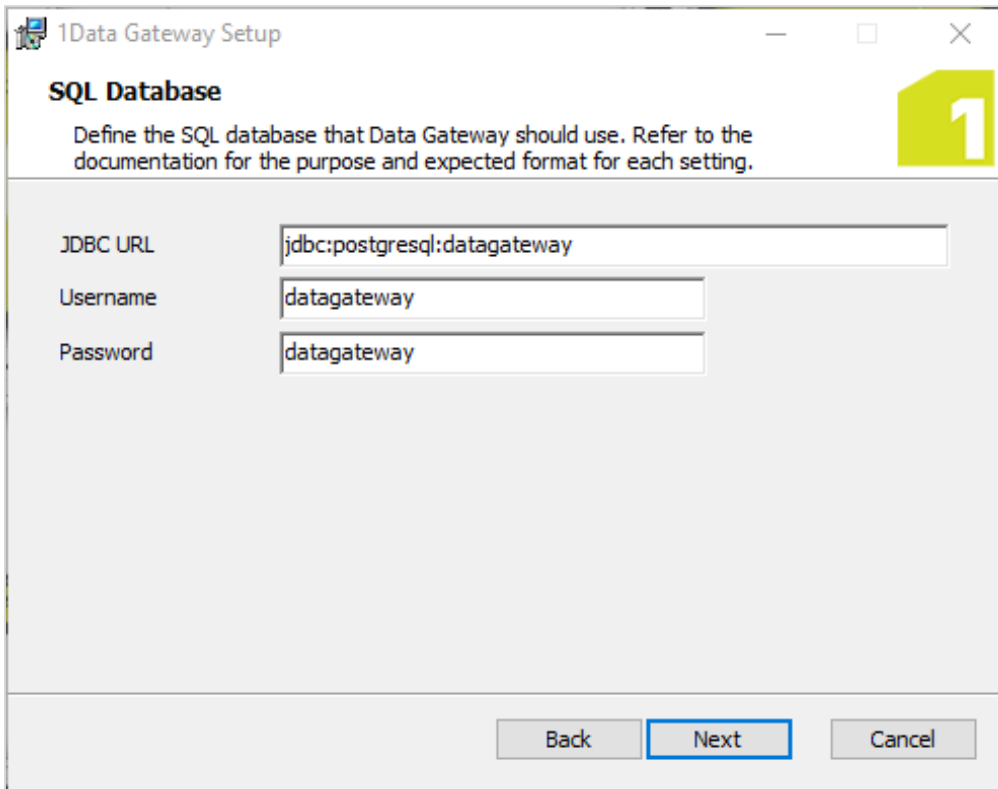 1Data Gateway Setup
SQL Database
1
Define the SQL database that Data Gateway should use. Refer to the
documentation for the purpose and expected format for each setting.
JDBC URL jdbc:postgresql:datagateway
Username datagateway
Password datagateway
Back Next Cancel